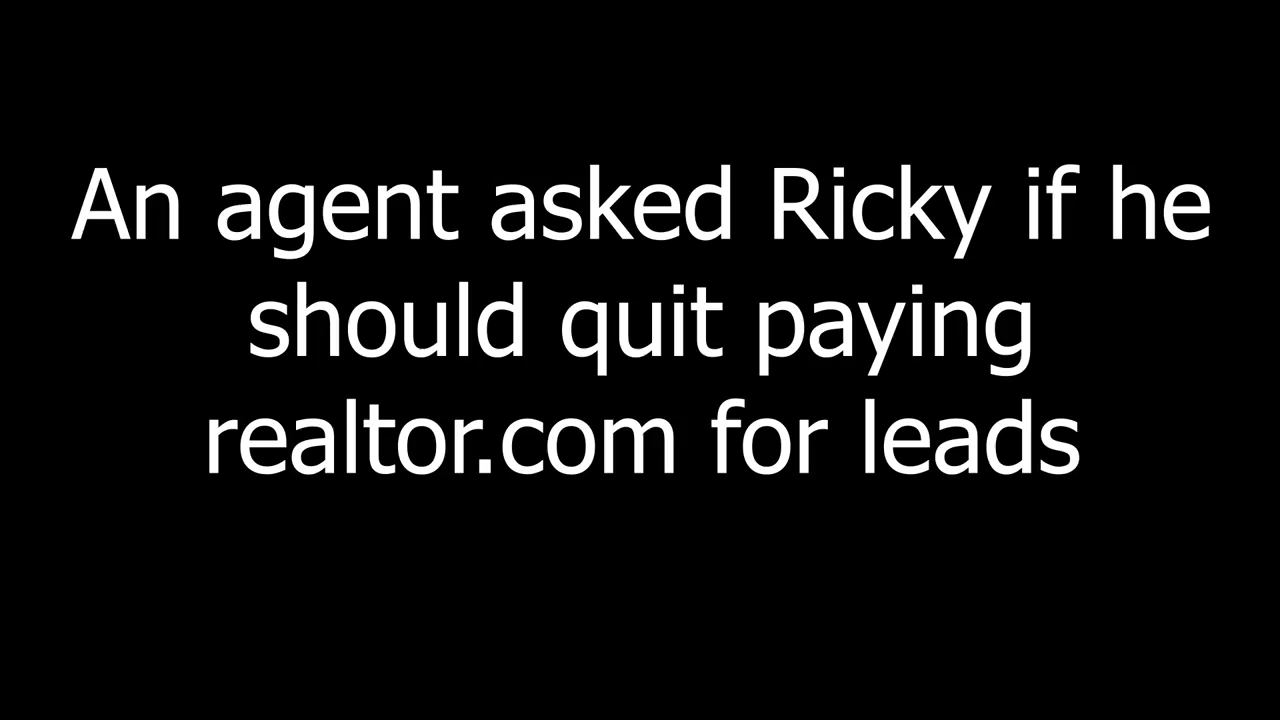 An agent asked Ricky if he
should quit paying
realtor.com for leads